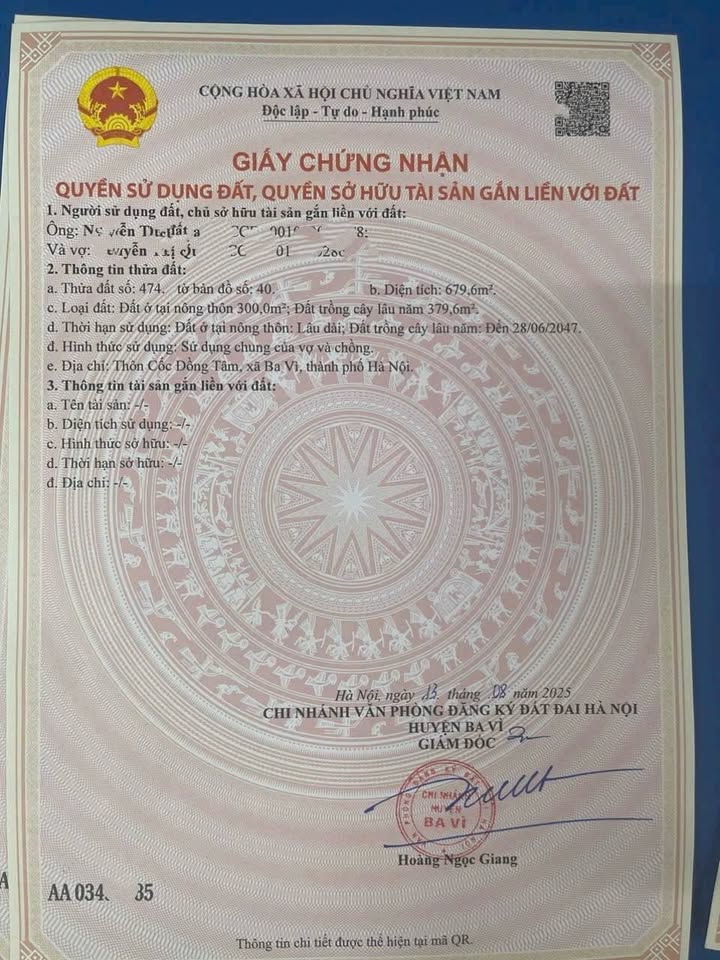 CỘNG HÒA XÃ HỘI CHỦ NGHĨA VIỆT NAM
Độc lập - Tự do - Hạnh phúc
GIẤY CHỨNG NHẬN
QUYỀN SỬ DỤNG ĐẤT, QUYỀN SỞ HỮU TÀI SẢN GẮN LIỀN VỚI ĐẤT
1. Người sử dụng đất, chủ sở hữu tài sản gắn liền với đất:
Ông:
Và vợ:
2. Thông tin thửa đất:
a. Thửa đất số: 474. tờ bản đồ số: 40. b. Diện tích: 679,6m².
c. Loại đất: Đất ở tại nông thôn 300,0m²; Đất trồng cây lâu năm 379,6m².
d. Thời hạn sử dụng: Đất ở tại nông thôn: Lâu dài; Đất trồng cây lâu năm: Đến 28/06/2047.
đ. Hình thức sử dụng: Sử dụng chung của vợ và chồng.
e. Địa chỉ: Thôn Cốc Đồng Tâm, xã Ba Vì, thành phố Hà Nội.
3. Thông tin tài sản gắn liền với đất:
a. Tên tài sản: -/-
b. Diện tích sử dụng: -/-
c. Hình thức sở hữu: -/-
d. Thời hạn sở hữu: -/-
đ. Địa chỉ: -/-
Hà Nội, ngày 13 tháng 08 năm 2025
CHI NHÁNH VĂN PHÒNG ĐĂNG KÝ ĐẤT ĐAI HÀ NỘI
HUYỆN BA VÌ
GIÁM ĐỐC
CHI NHÁNH
HUYỆN
BA VÌ
Hoàng Ngọc Giang
AA 034 35
Thông tin chi tiết được thể hiện tại mã QR.